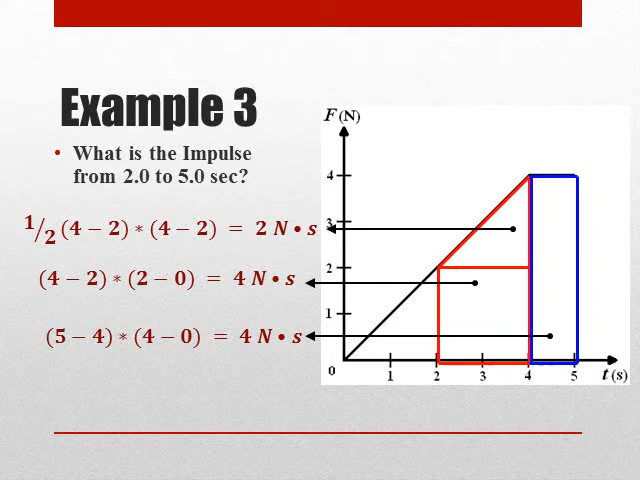 Example 3
• What is the Impulse
from 2.0 to 5.0 sec?
1/2 (4 − 2) ∗ (4 − 2) = 2 N • s
(4 − 2) ∗ (2 − 0) = 4 N • s
(5 − 4) ∗ (4 − 0) = 4 N • s
F (N)
4
3
2
1
0
1 2 3 4 5
t (s)